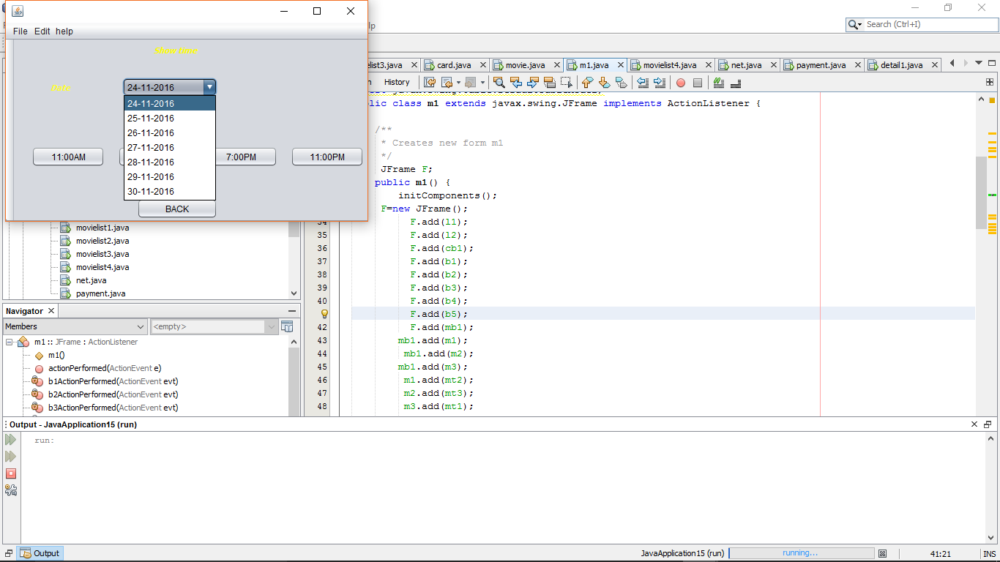 File Edit help
Show time
Date
24-11-2016
24-11-2016
25-11-2016
26-11-2016
27-11-2016
28-11-2016
29-11-2016
30-11-2016
11:00AM
7:00PM
11:00PM
BACK
Search (Ctrl+I)
elist3.java card.java movie.java m1.java movielist4.java net.java payment.java detail1.java
History
lic class m1 extends javax.swing.JFrame implements ActionListener {
/**
* Creates new form m1
*/
JFrame F;
public m1() {
initComponents();
F=new JFrame();
34 F.add(l1);
35 F.add(l2);
36 F.add(cb1);
37 F.add(b1);
38 F.add(b2);
39 F.add(b3);
40 F.add(b4);
F.add(b5);
42 F.add(mb1);
43 mb1.add(m1);
44 mb1.add(m2);
45 mb1.add(m3);
46 m1.add(mt2);
47 m2.add(mt3);
48 m3.add(mt1);
movielist1.java
movielist2.java
movielist3.java
movielist4.java
net.java
payment.java
Navigator
Members <empty>
m1 :: JFrame : ActionListener
m1()
actionPerformed(ActionEvent e)
b1ActionPerformed(ActionEvent evt)
b2ActionPerformed(ActionEvent evt)
b3ActionPerformed(ActionEvent evt)
Output - JavaApplication15 (run)
run:
Output
JavaApplication15 (run) running... 41:21 INS